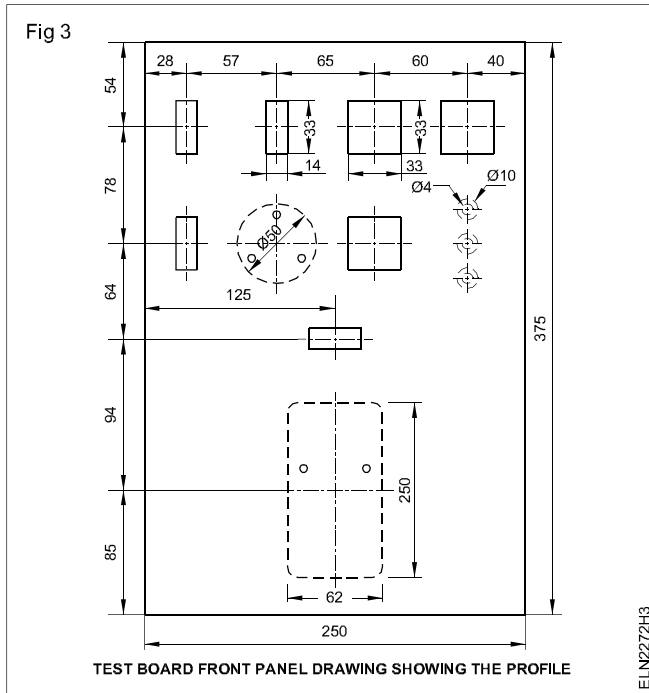 Fig 3
28 57 65 60 40
54
33 33
14 33
78
Ø4 Ø10
Ø50
64
125
375
94
250
85
62
250
TEST BOARD FRONT PANEL DRAWING SHOWING THE PROFILE
ELN2272H3